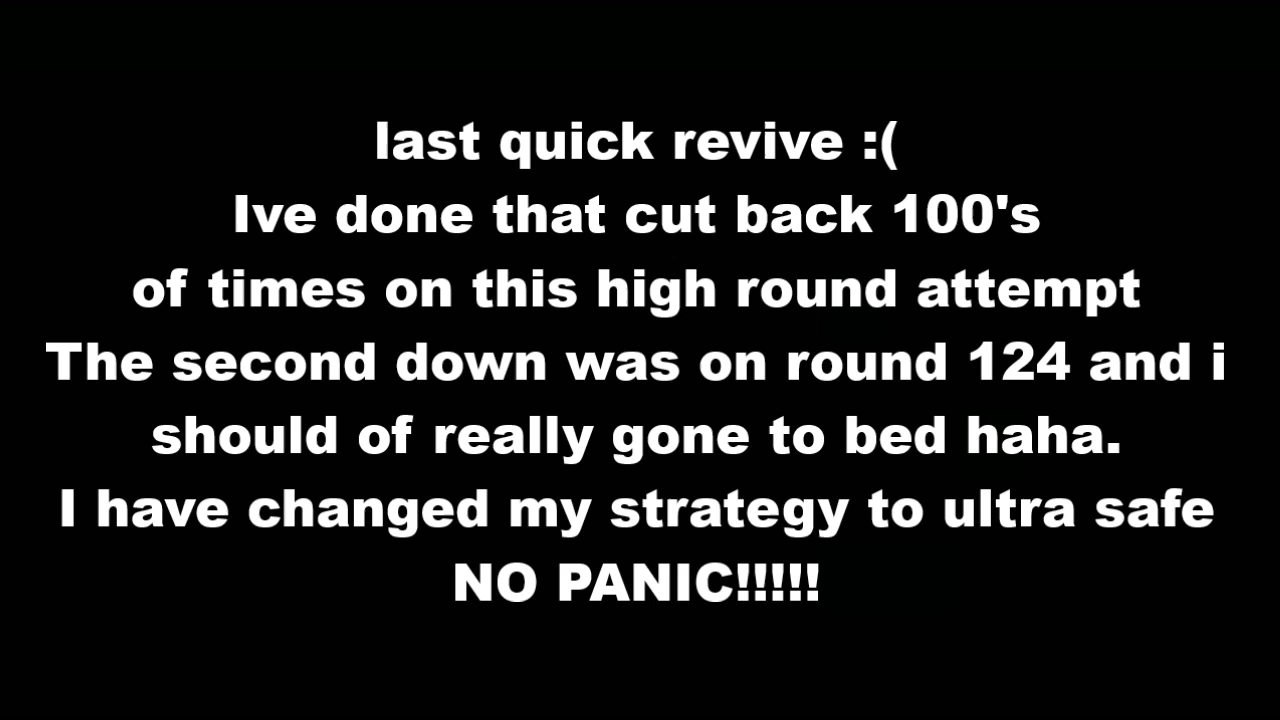 last quick revive :(
Ive done that cut back 100's
of times on this high round attempt
The second down was on round 124 and i
should of really gone to bed haha.
I have changed my strategy to ultra safe
NO PANIC!!!!!